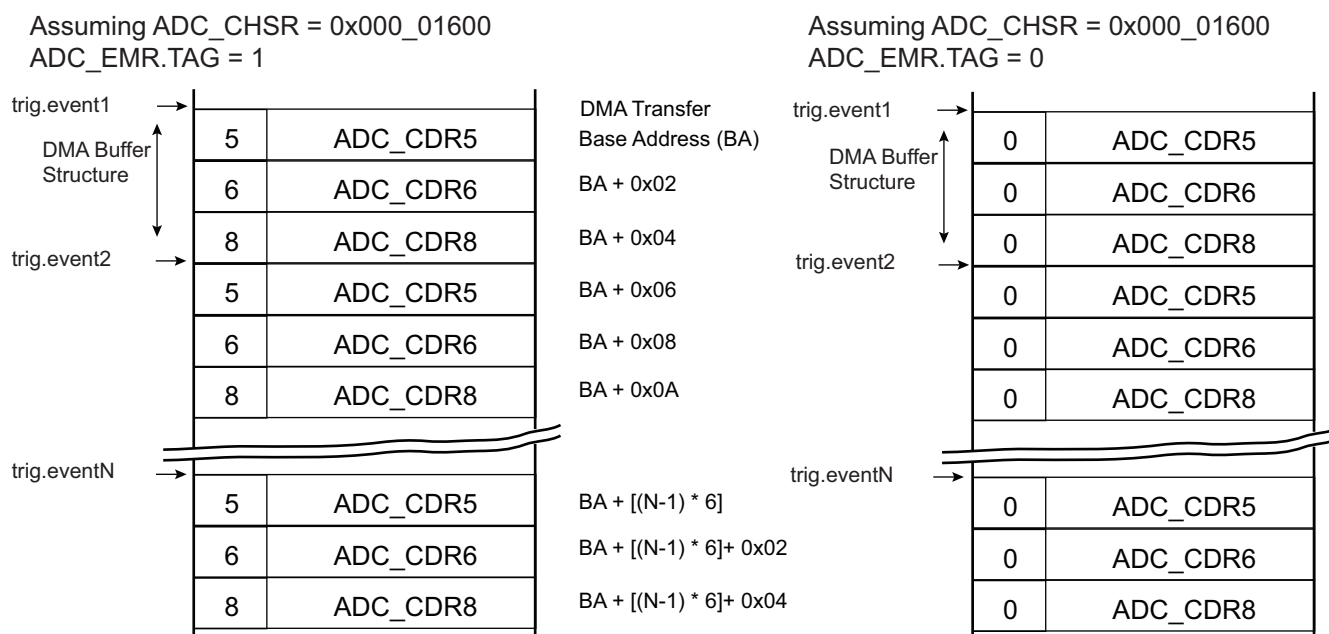 Assuming ADC_CHSR = 0x000_01600
ADC_EMR.TAG = 1
trig.event1
DMA Buffer
Structure
trig.event2
trig.eventN
5 ADC_CDR5
6 ADC_CDR6
8 ADC_CDR8
5 ADC_CDR5
6 ADC_CDR6
8 ADC_CDR8
5 ADC_CDR5
6 ADC_CDR6
8 ADC_CDR8
DMA Transfer
Base Address (BA)
BA + 0x02
BA + 0x04
BA + 0x06
BA + 0x08
BA + 0x0A
BA + [(N-1) * 6]
BA + [(N-1) * 6]+ 0x02
BA + [(N-1) * 6]+ 0x04
Assuming ADC_CHSR = 0x000_01600
ADC_EMR.TAG = 0
trig.event1
DMA Buffer
Structure
trig.event2
trig.eventN
0 ADC_CDR5
0 ADC_CDR6
0 ADC_CDR8
0 ADC_CDR5
0 ADC_CDR6
0 ADC_CDR8
0 ADC_CDR5
0 ADC_CDR6
0 ADC_CDR8